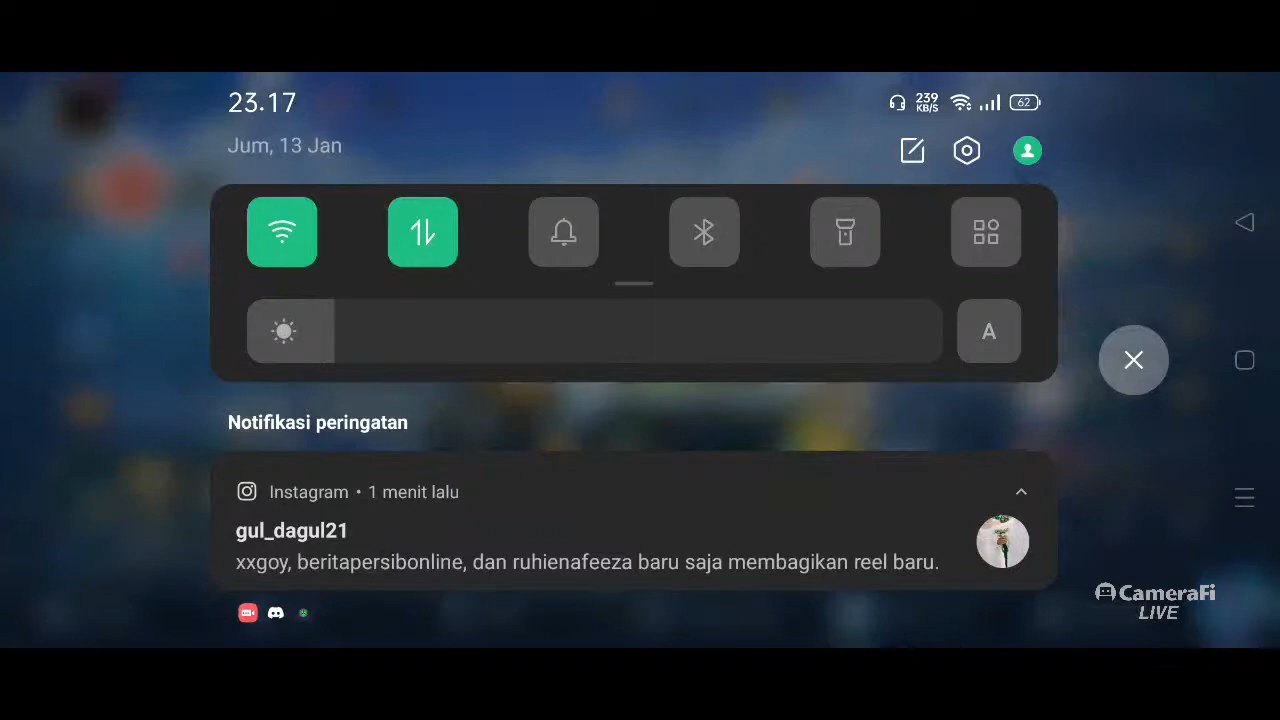 23.17
239
KB/S
62
Jum, 13 Jan
A
Notifikasi peringatan
Instagram • 1 menit lalu
gul_dagul21
xxgoy, beritapersibonline, dan ruhienafeeza baru saja membagikan reel baru.
CameraFi
LIVE